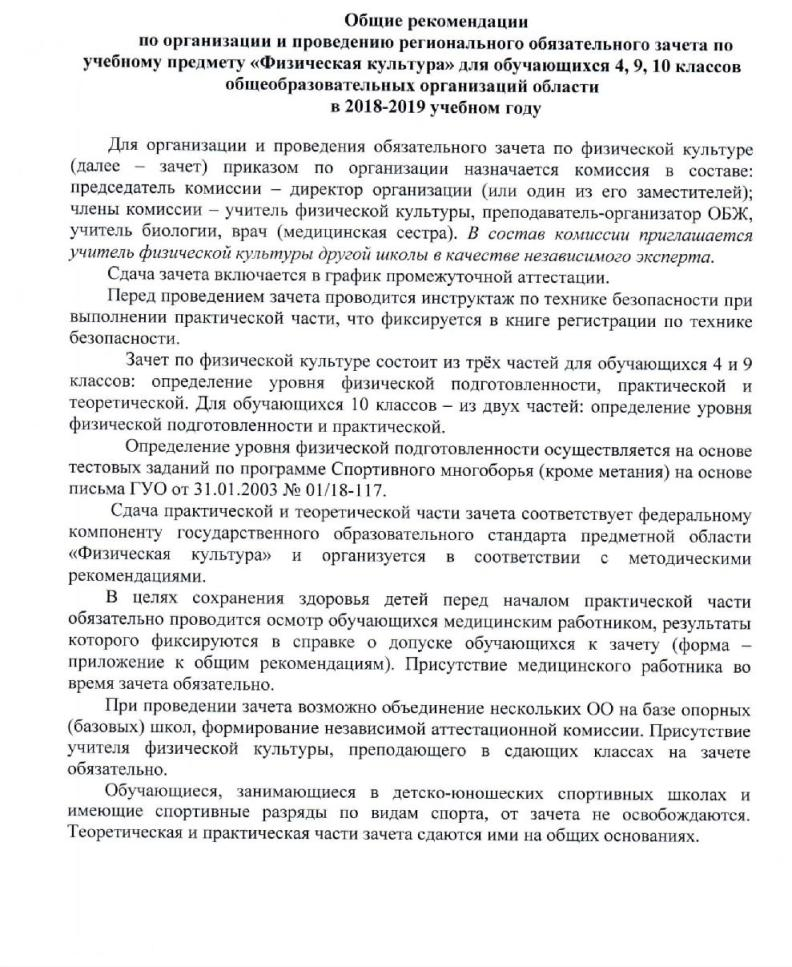 Общие рекомендации
по организации и проведению регионального обязательного зачета по
учебному предмету «Физическая культура» для обучающихся 4, 9, 10 классов
общеобразовательных организаций области
в 2018-2019 учебном году
Для организации и проведения обязательного зачета по физической культуре
(далее – зачет) приказом по организации назначается комиссия в составе:
председатель комиссии – директор организации (или один из его заместителей);
члены комиссии – учитель физической культуры, преподаватель-организатор ОБЖ,
учитель биологии, врач (медицинская сестра). В состав комиссии приглашается
учитель физической культуры другой школы в качестве независимого эксперта.
Сдача зачета включается в график промежуточной аттестации.
Перед проведением зачета проводится инструктаж по технике безопасности при
выполнении практической части, что фиксируется в книге регистрации по технике
безопасности.
Зачет по физической культуре состоит из трёх частей для обучающихся 4 и 9
классов: определение уровня физической подготовленности, практической и
теоретической. Для обучающихся 10 классов – из двух частей: определение уровня
физической подготовленности и практической.
Определение уровня физической подготовленности осуществляется на основе
тестовых заданий по программе Спортивного многоборья (кроме метания) на основе
письма ГУО от 31.01.2003 № 01/18-117.
Сдача практической и теоретической части зачета соответствует федеральному
компоненту государственного образовательного стандарта предметной области
«Физическая культура» и организуется в соответствии с методическими
рекомендациями.
В целях сохранения здоровья детей перед началом практической части
обязательно проводится осмотр обучающихся медицинским работником, результаты
которого фиксируются в справке о допуске обучающихся к зачету (форма –
приложение к общим рекомендациям). Присутствие медицинского работника во
время зачета обязательно.
При проведении зачета возможно объединение нескольких ОО на базе опорных
(базовых) школ, формирование независимой аттестационной комиссии. Присутствие
учителя физической культуры, преподающего в сдающих классах на зачете
обязательно.
Обучающиеся, занимающиеся в детско-юношеских спортивных школах и
имеющие спортивные разряды по видам спорта, от зачета не освобождаются.
Теоретическая и практическая части зачета сдаются ими на общих основаниях.